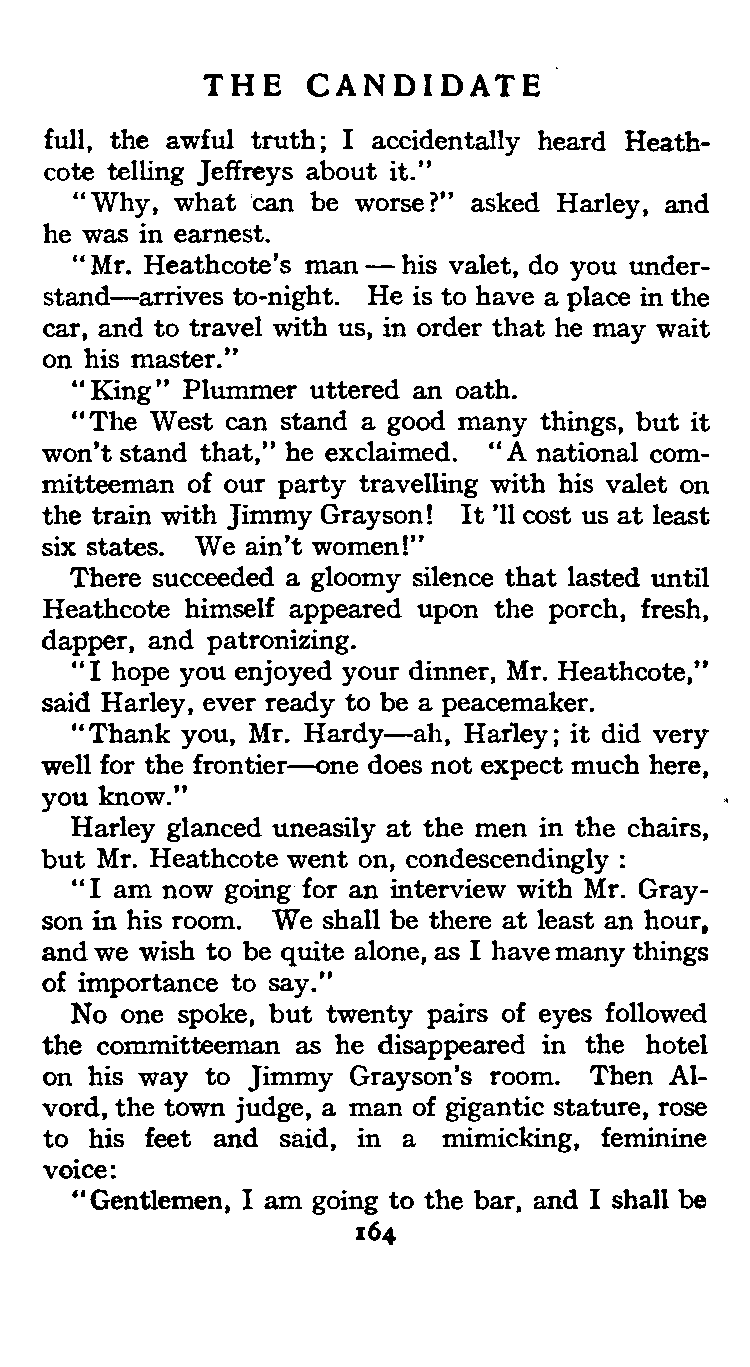 THE CANDIDATE
full, the awful truth; I accidentally heard Heath-
cote telling Jeffreys about it."
"Why, what can be worse?" asked Harley, and
he was in earnest.
"Mr. Heathcote's man — his valet, do you under-
stand—arrives to-night. He is to have a place in the
car, and to travel with us, in order that he may wait
on his master."
"King" Plummer uttered an oath.
"The West can stand a good many things, but it
won't stand that," he exclaimed. "A national com-
mitteeman of our party travelling with his valet on
the train with Jimmy Grayson! It 'll cost us at least
six states. We ain't women!"
There succeeded a gloomy silence that lasted until
Heathcote himself appeared upon the porch, fresh,
dapper, and patronizing.
"I hope you enjoyed your dinner, Mr. Heathcote,"
said Harley, ever ready to be a peacemaker.
"Thank you, Mr. Hardy—ah, Harley; it did very
well for the frontier—one does not expect much here,
you know."
Harley glanced uneasily at the men in the chairs,
but Mr. Heathcote went on, condescendingly :
"I am now going for an interview with Mr. Gray-
son in his room. We shall be there at least an hour,
and we wish to be quite alone, as I have many things
of importance to say."
No one spoke, but twenty pairs of eyes followed
the committeeman as he disappeared in the hotel
on his way to Jimmy Grayson's room. Then Al-
vord, the town judge, a man of gigantic stature, rose
to his feet and said, in a mimicking, feminine
voice:
"Gentlemen, I am going to the bar, and I shall be
164